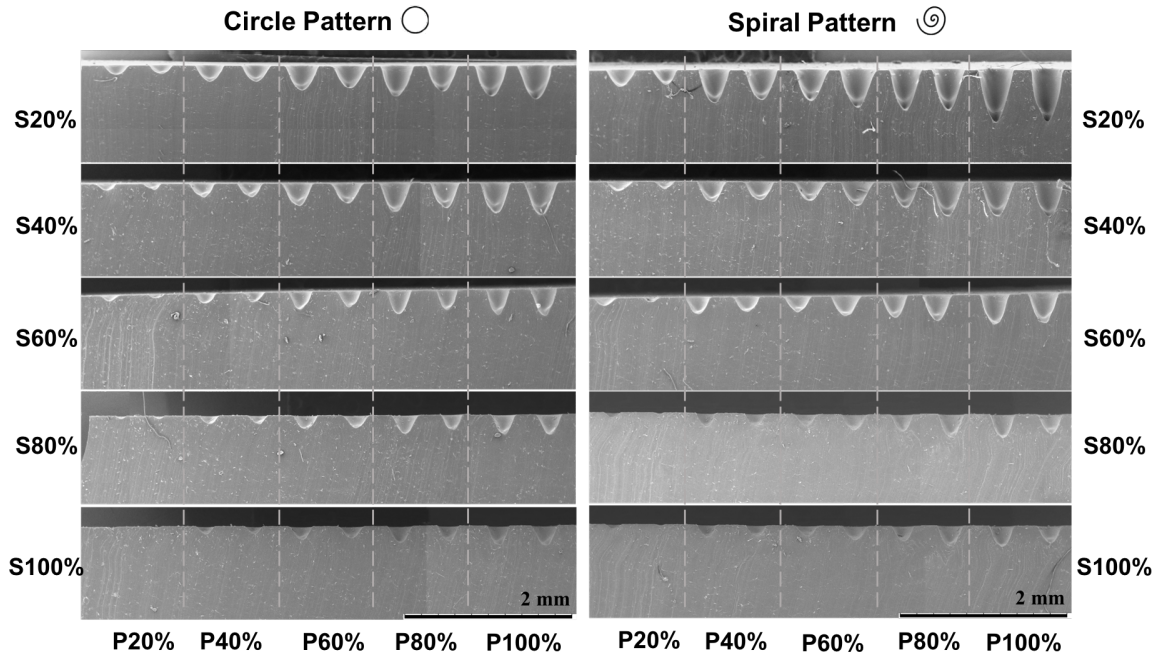 Circle Pattern
Spiral Pattern
S20%
S20%
S40%
S40%
S60%
S60%
S80%
S80%
S100%
S100%
2 mm
2 mm
P20% P40% P60% P80% P100%
P20% P40% P60% P80% P100%